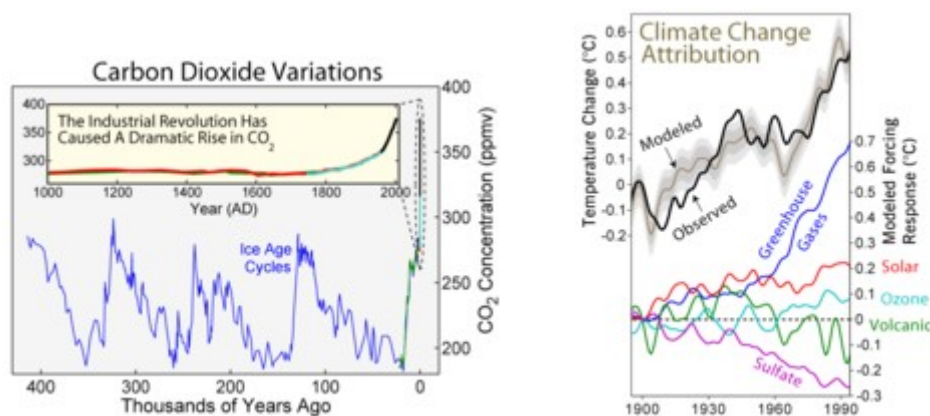 Carbon Dioxide Variations
400
The Industrial Revolution Has
Caused A Dramatic Rise in CO2
350
300
1000 1200 1400 1600 1800 2000
Year (AD)
Ice Age
Cycles
400
350
300
250
200
CO2 Concentration (ppmv)
400 300 200 100 0
Thousands of Years Ago
Climate Change
Attribution
Temperature Change (°C)
0.6
0.5
0.4
0.3
0.2
0.1
0
-0.1
-0.2
Modeled
Observed
Greenhouse
Gases
Solar
Ozone
Volcanic
Sulfate
0.7
0.6
0.5
0.4
0.3
0.2
0.1
0
-0.1
-0.2
-0.3
Modeled Forcing
Response (°C)
1900 1930 1960 1990